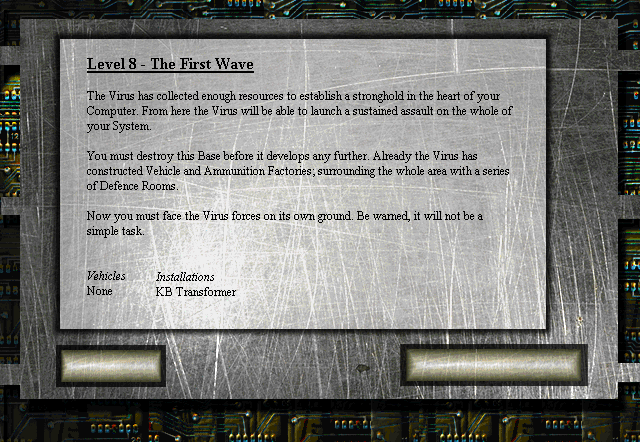 Level 8 - The First Wave
The Virus has collected enough resources to establish a stronghold in the heart of your
Computer. From here the Virus will be able to launch a sustained assault on the whole of
your System.
You must destroy this Base before it develops any further. Already the Virus has
constructed Vehicle and Ammunition Factories; surrounding the whole area with a series
of Defence Rooms.
Now you must face the Virus forces on its own ground. Be warned, it will not be a
simple task.
Vehicles Installations
None KB Transformer